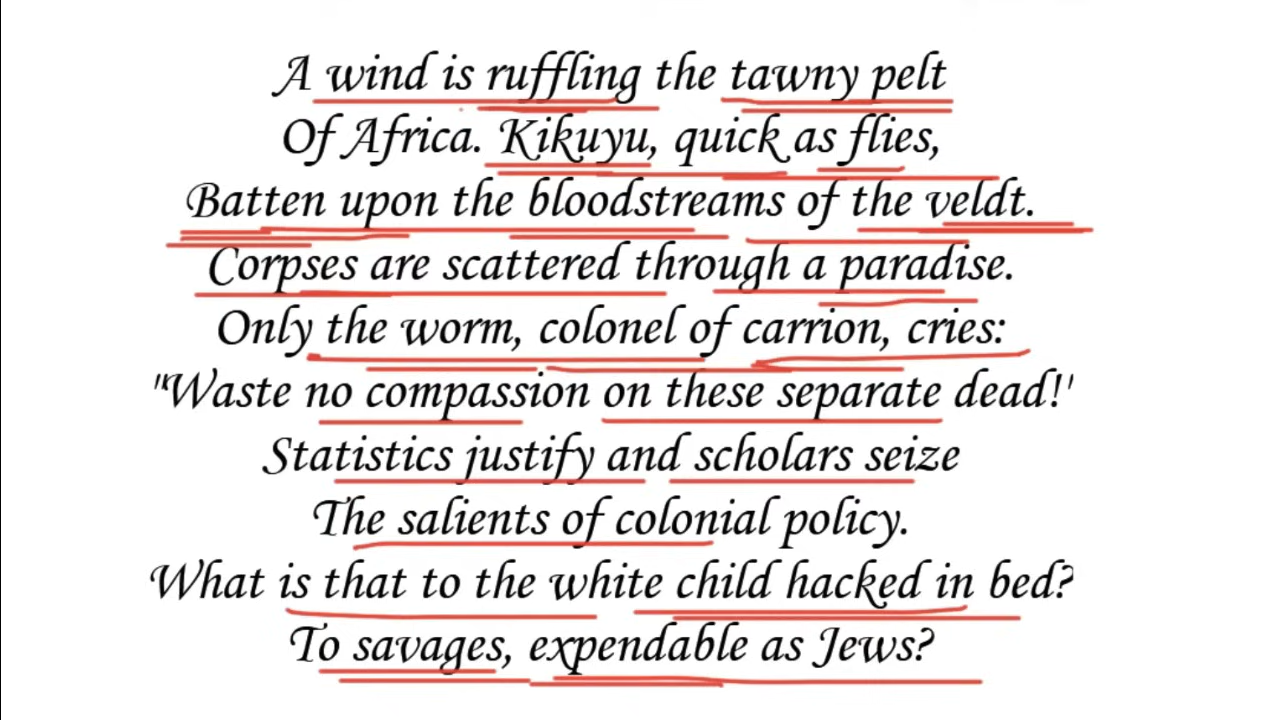 A wind is ruffling the tawny pelt
Of Africa. Kikuyu, quick as flies,
Batten upon the bloodstreams of the veldt.
Corpses are scattered through a paradise.
Only the worm, colonel of carrion, cries:
"Waste no compassion on these separate dead!'
Statistics justify and scholars seize
The salients of colonial policy.
What is that to the white child hacked in bed?
To savages, expendable as Jews?